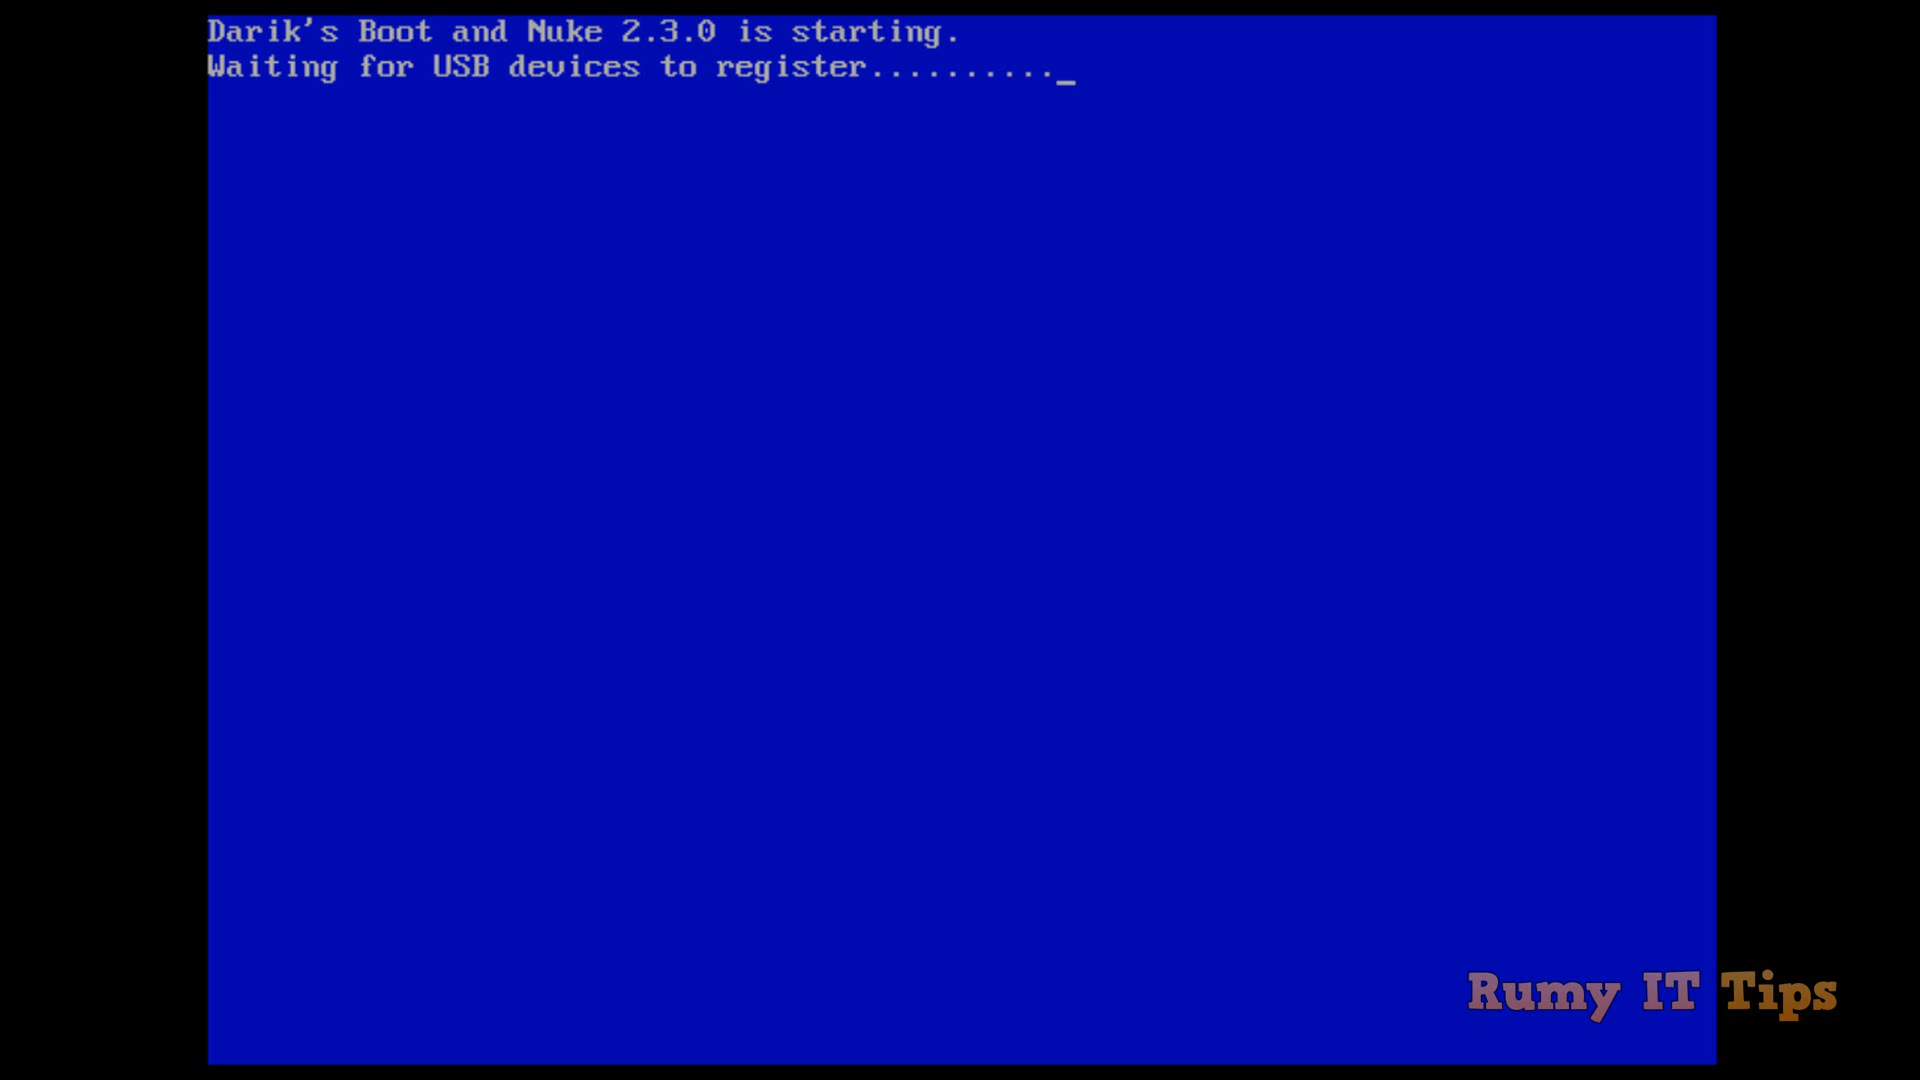 Darik's Boot and Nuke 2.3.0 is starting.
Waiting for USB devices to register.........._
Rumy IT Tips